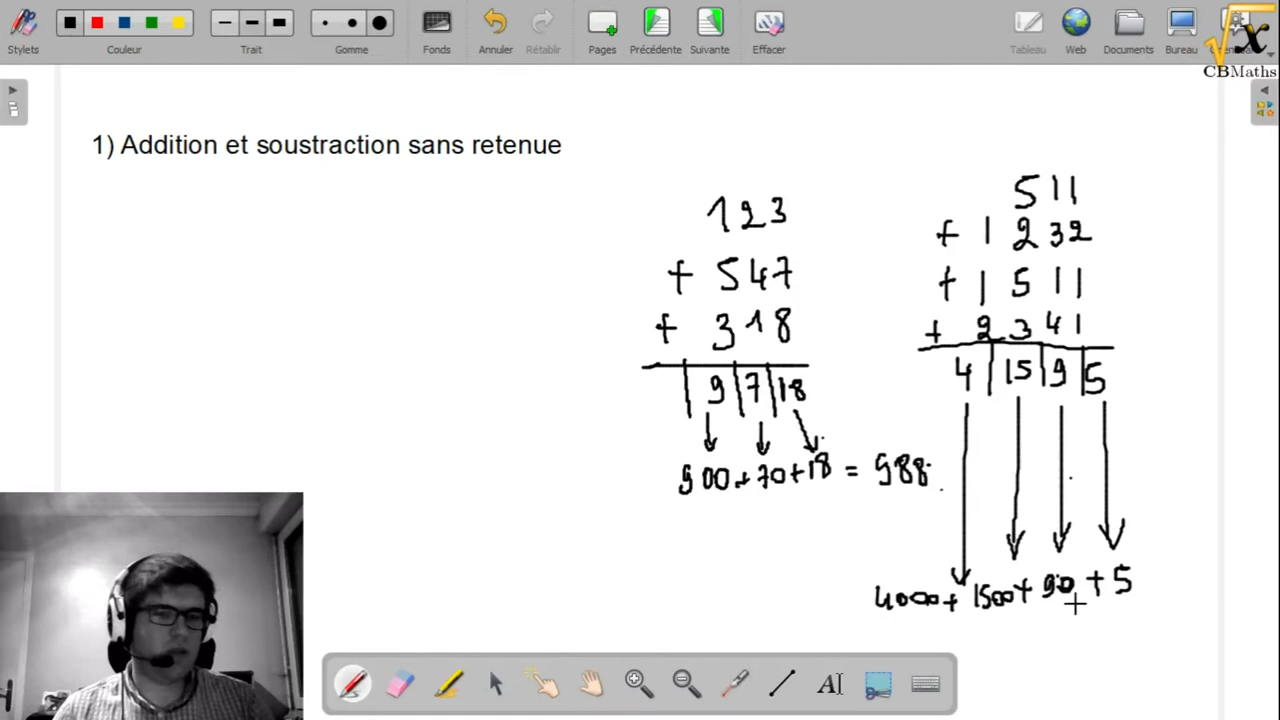 Stylets Couleur Trait Gomme Fonds Annuler Rétablir Pages Précédente Suivante Effacer Tableau Web Documents Bureau
√x
CBMaths
1) Addition et soustraction sans retenue
123
+ 547
+ 318
9 | 7 | 18
900 + 70 + 18 = 988
511
+ 1232
+ 1511
+ 2341
4 | 15 | 9 | 5
4000 + 1500 + 90 + 5